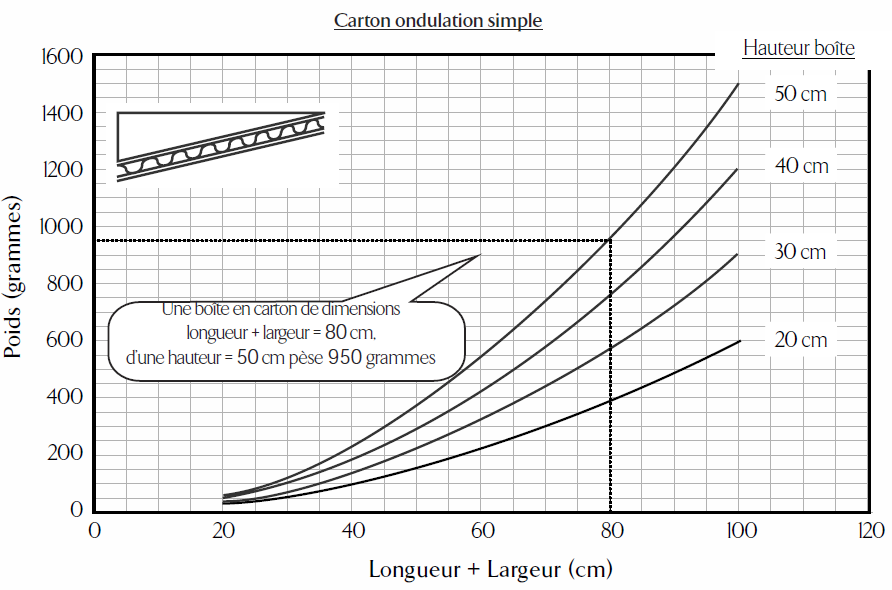 Carton ondulation simple
Hauteur boîte
1600
1400
1200
1000
800
600
400
200
0
Poids (grammes)
50 cm
40 cm
30 cm
20 cm
Une boîte en carton de dimensions
longueur + largeur = 80 cm,
d'une hauteur = 50 cm pèse 950 grammes
0 20 40 60 80 100 120
Longueur + Largeur (cm)